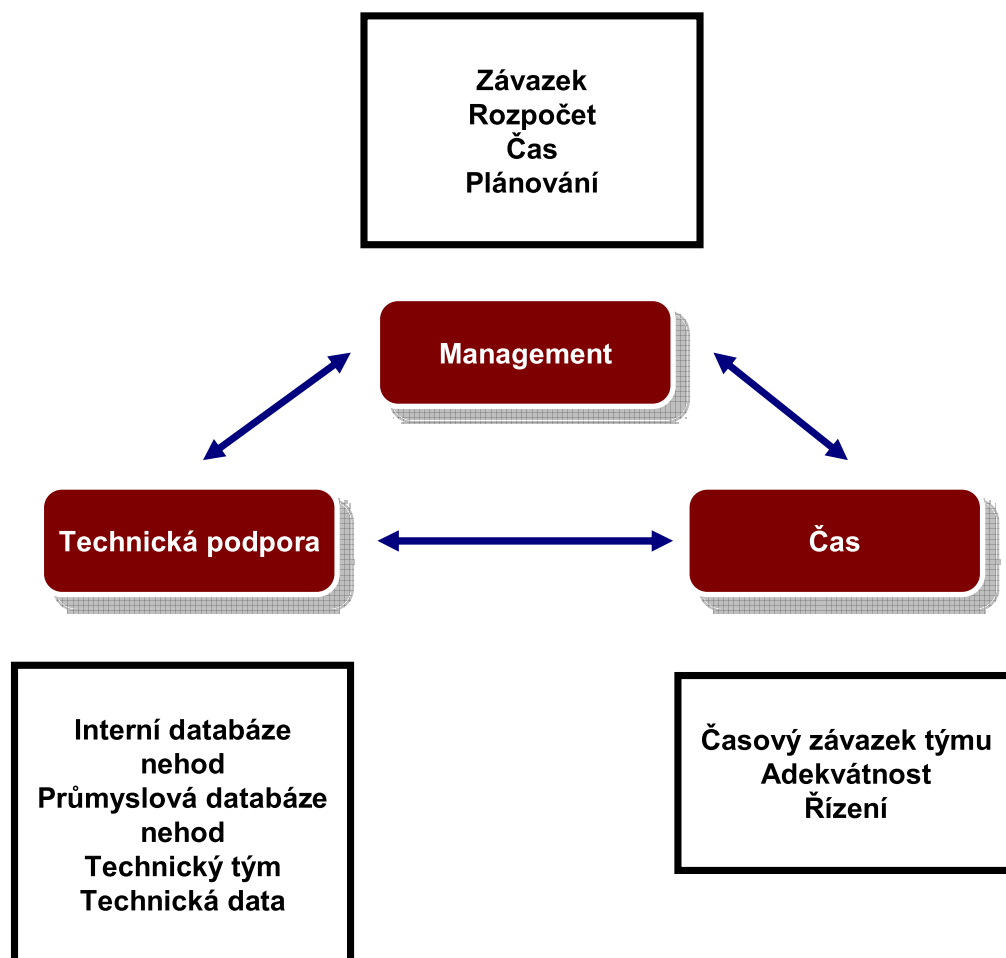 Závazek
Rozpočet
Čas
Plánování
Management
Technická podpora
Čas
Interní databáze
nehod
Průmyslová databáze
nehod
Technický tým
Technická data
Časový závazek týmu
Adekvátnost
Řízení